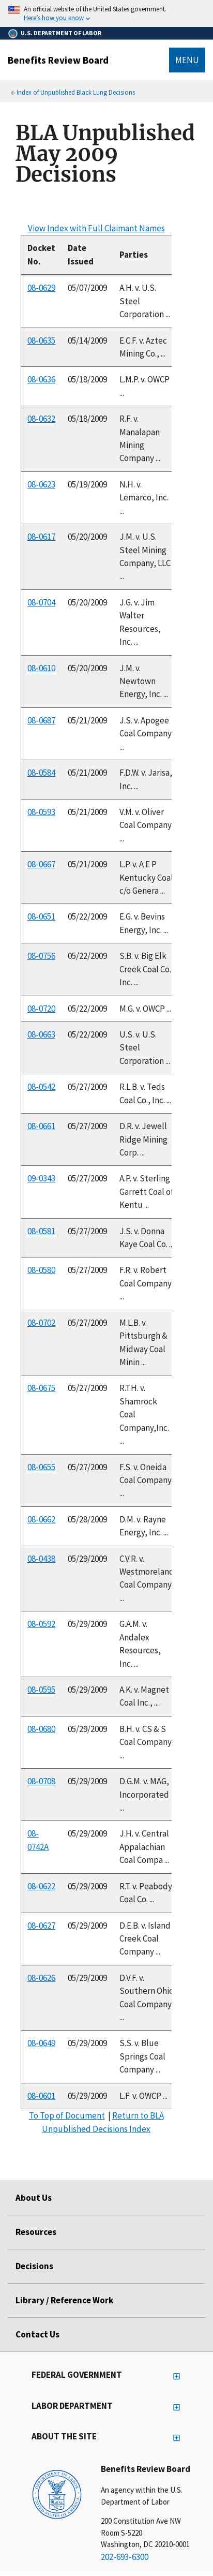 An official website of the United States government.
Here's how you know
U.S. DEPARTMENT OF LABOR
Benefits Review Board
MENU
Index of Unpublished Black Lung Decisions
BLA Unpublished
May 2009
Decisions
View Index with Full Claimant Names
Docket No. Date Issued Parties
08-0629 05/07/2009 A.H. v. U.S.
Steel
Corporation ...
08-0635 05/14/2009 E.C.F. v. Aztec
Mining Co., ...
08-0636 05/18/2009 L.M.P. v. OWCP
...
08-0632 05/18/2009 R.F. v.
Manalapan
Mining
Company ...
08-0623 05/19/2009 N.H. v.
Lemarco, Inc.
...
08-0617 05/20/2009 J.M. v. U.S.
Steel Mining
Company, LLC
...
08-0704 05/20/2009 J.G. v. Jim
Walter
Resources,
Inc. ...
08-0610 05/20/2009 J.M. v.
Newtown
Energy, Inc. ...
08-0687 05/21/2009 J.S. v. Apogee
Coal Company
...
08-0584 05/21/2009 F.D.W. v. Jarisa,
Inc. ...
08-0593 05/21/2009 V.M. v. Oliver
Coal Company
...
08-0667 05/21/2009 L.P. v. A E P
Kentucky Coal
c/o Genera ...
08-0651 05/22/2009 E.G. v. Bevins
Energy, Inc. ...
08-0756 05/22/2009 S.B. v. Big Elk
Creek Coal Co.
Inc. ...
08-0720 05/22/2009 M.G. v. OWCP ...
08-0663 05/22/2009 U.S. v. U.S.
Steel
Corporation ...
08-0542 05/27/2009 R.L.B. v. Teds
Coal Co., Inc. ...
08-0661 05/27/2009 D.R. v. Jewell
Ridge Mining
Corp. ...
09-0343 05/27/2009 A.P. v. Sterling
Garrett Coal of
Kentu ...
08-0581 05/27/2009 J.S. v. Donna
Kaye Coal Co. ..
08-0580 05/27/2009 F.R. v. Robert
Coal Company
...
08-0702 05/27/2009 M.L.B. v.
Pittsburgh &
Midway Coal
Minin ...
08-0675 05/27/2009 R.T.H. v.
Shamrock
Coal
Company,Inc.
...
08-0655 05/27/2009 F.S. v. Oneida
Coal Company
...
08-0662 05/28/2009 D.M. v. Rayne
Energy, Inc. ...
08-0438 05/29/2009 C.V.R. v.
Westmoreland
Coal Company
...
08-0592 05/29/2009 G.A.M. v.
Andalex
Resources,
Inc. ...
08-0595 05/29/2009 A.K. v. Magnet
Coal Inc., ...
08-0680 05/29/2009 B.H. v. CS & S
Coal Company
...
08-0708 05/29/2009 D.G.M. v. MAG,
Incorporated
...
08- 05/29/2009 J.H. v. Central
0742A Appalachian
Coal Compa ...
08-0622 05/29/2009 R.T. v. Peabody
Coal Co. ...
08-0627 05/29/2009 D.E.B. v. Island
Creek Coal
Company ...
08-0626 05/29/2009 D.V.F. v.
Southern Ohio
Coal Company
...
08-0649 05/29/2009 S.S. v. Blue
Springs Coal
Company ...
08-0601 05/29/2009 L.F. v. OWCP ...
To Top of Document | Return to BLA
Unpublished Decisions Index
About Us
Resources
Decisions
Library / Reference Work
Contact Us
FEDERAL GOVERNMENT
LABOR DEPARTMENT
ABOUT THE SITE
Benefits Review Board
An agency within the U.S.
Department of Labor
200 Constitution Ave NW
Room S-5220
Washington, DC 20210-0001
202-693-6300